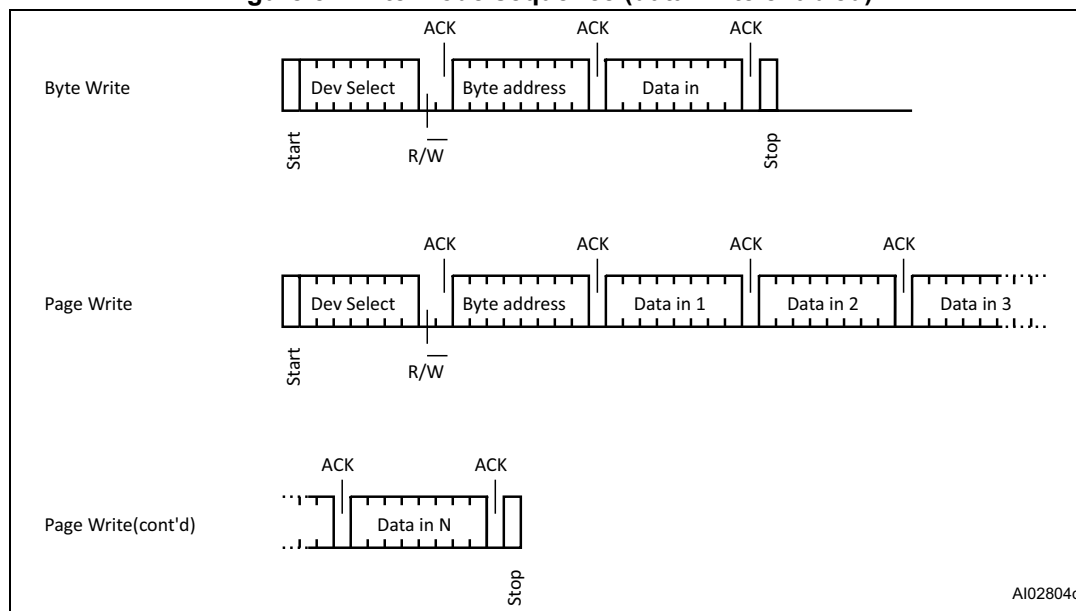 ACK ACK ACK
Byte Write Dev Select Byte address Data in
Start R/W Stop
ACK ACK ACK ACK
Page Write Dev Select Byte address Data in 1 Data in 2 Data in 3
Start R/W
ACK ACK
Page Write(cont'd) Data in N
Stop